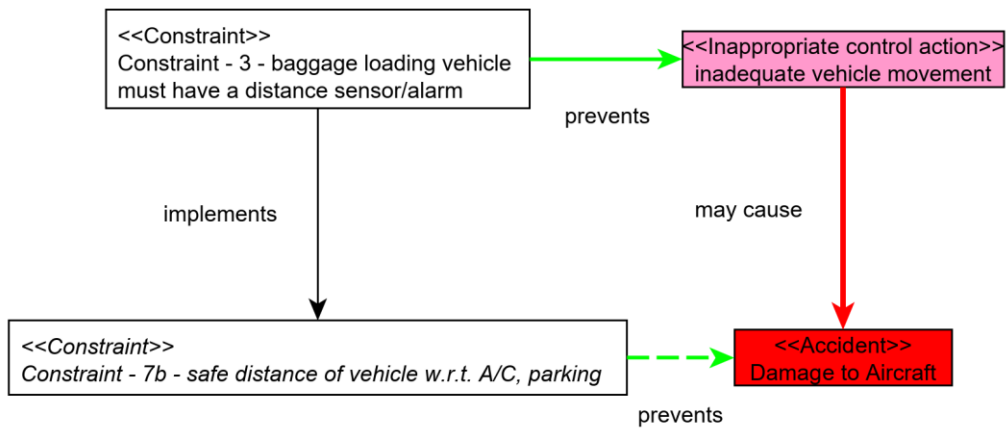 <<Constraint>>
Constraint - 3 - baggage loading vehicle
must have a distance sensor/alarm
<<Inappropriate control action>>
inadequate vehicle movement
prevents
implements
may cause
<<Constraint>>
Constraint - 7b - safe distance of vehicle w.r.t. A/C, parking
<<Accident>>
Damage to Aircraft
prevents